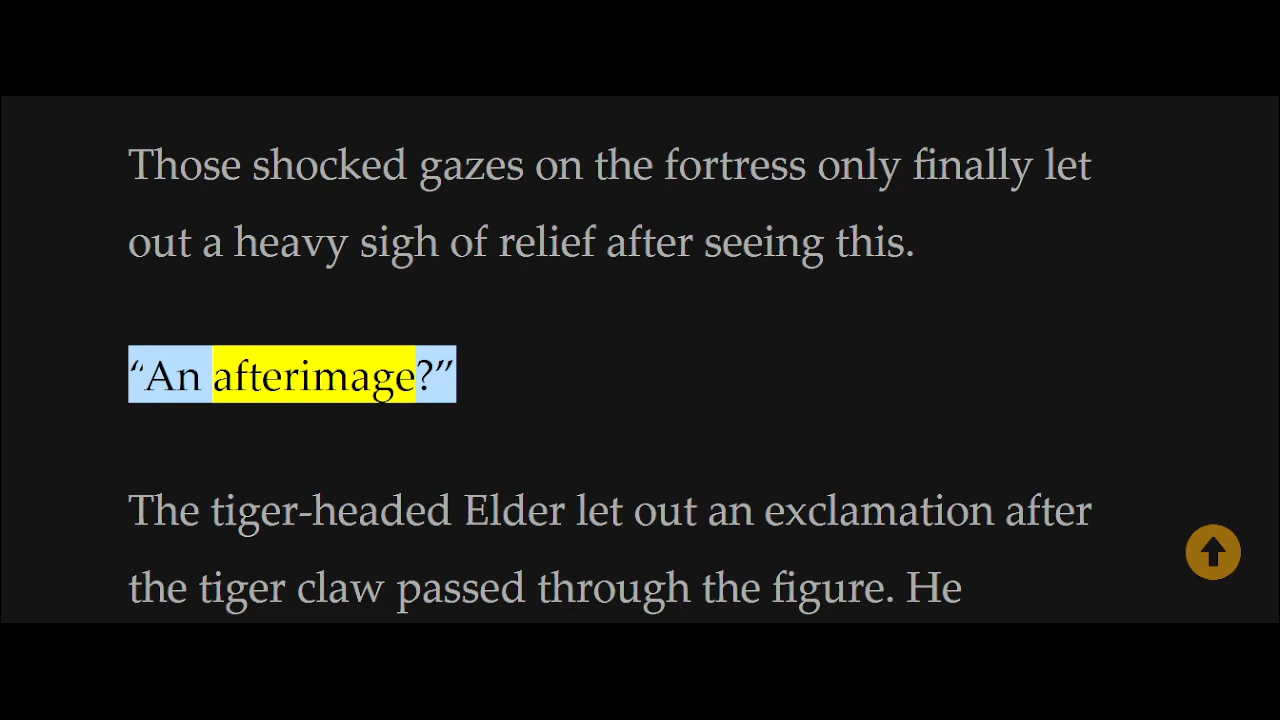 Those shocked gazes on the fortress only finally let
out a heavy sigh of relief after seeing this.
“An afterimage?”
The tiger-headed Elder let out an exclamation after
the tiger claw passed through the figure. He